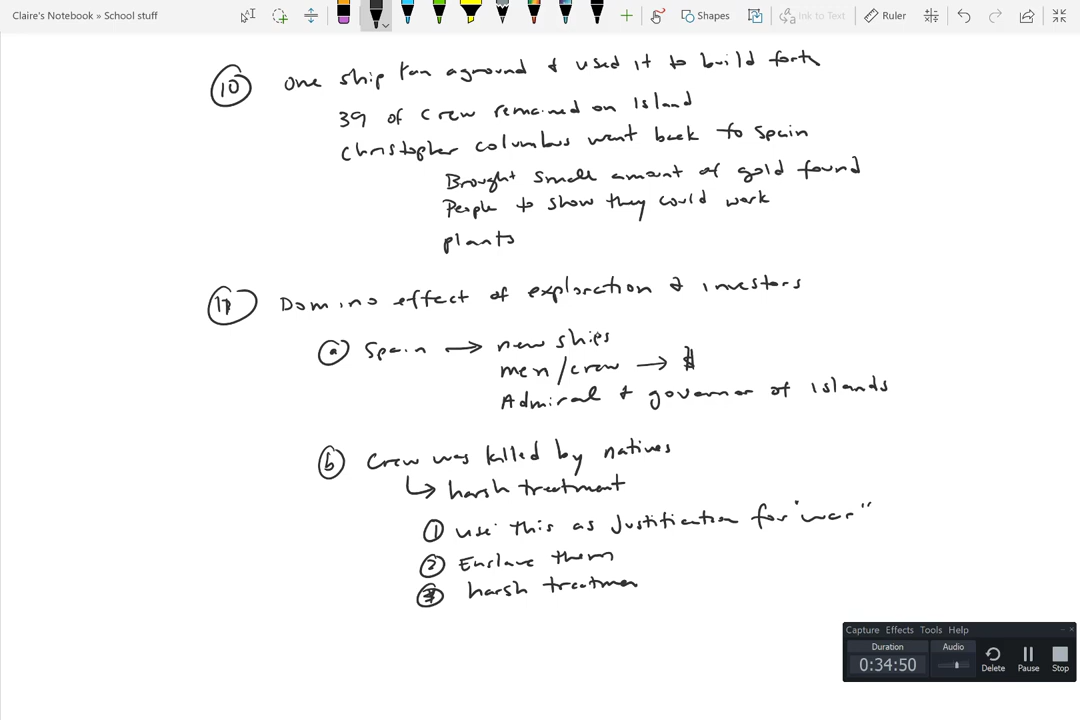 Claire's Notebook » School stuff
Shapes
Ink to Text
Ruler
10 One ship ran aground & used it to build fort
39 of crew remained on Island
Christopher Columbus went back to Spain
Brought small amount of gold found
People to show they could work
plants
11 Domino effect of exploration & investors
a Spain → new ships
men/crew → $
Admiral & governor of islands
b Crew was killed by natives
↳ harsh treatment
1 use this as Justification for "war"
2 Enslave them
3 harsh treatmen
Capture Effects Tools Help
Duration Audio
0:34:50
Delete Pause Stop